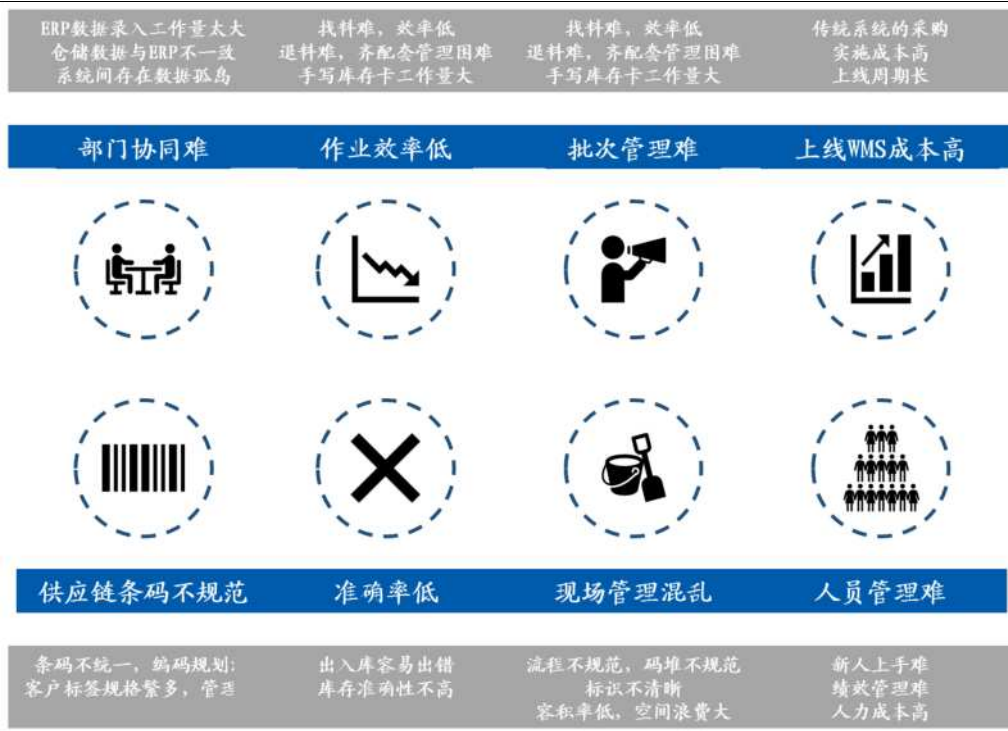 ERP数据录入工作量太大
仓储数据与ERP不一致
系统间存在数据孤岛
找料难，效率低
退料难，齐配套管理困难
手写库存卡工作量大
找料难，效率低
退料难，齐配套管理困难
手写库存卡工作量大
传统系统的采购
实施成本高
上线周期长
部门协同难
作业效率低
批次管理难
上线WMS成本高
供应链条码不规范
准确率低
现场管理混乱
人员管理难
条码不统一，编码规划
客户标签规格繁多，管理
出入库容易出错
库存准确性不高
流程不规范，码堆不规范
标识不清晰
容积率低，空间浪费大
新人上手难
绩效管理难
人力成本高